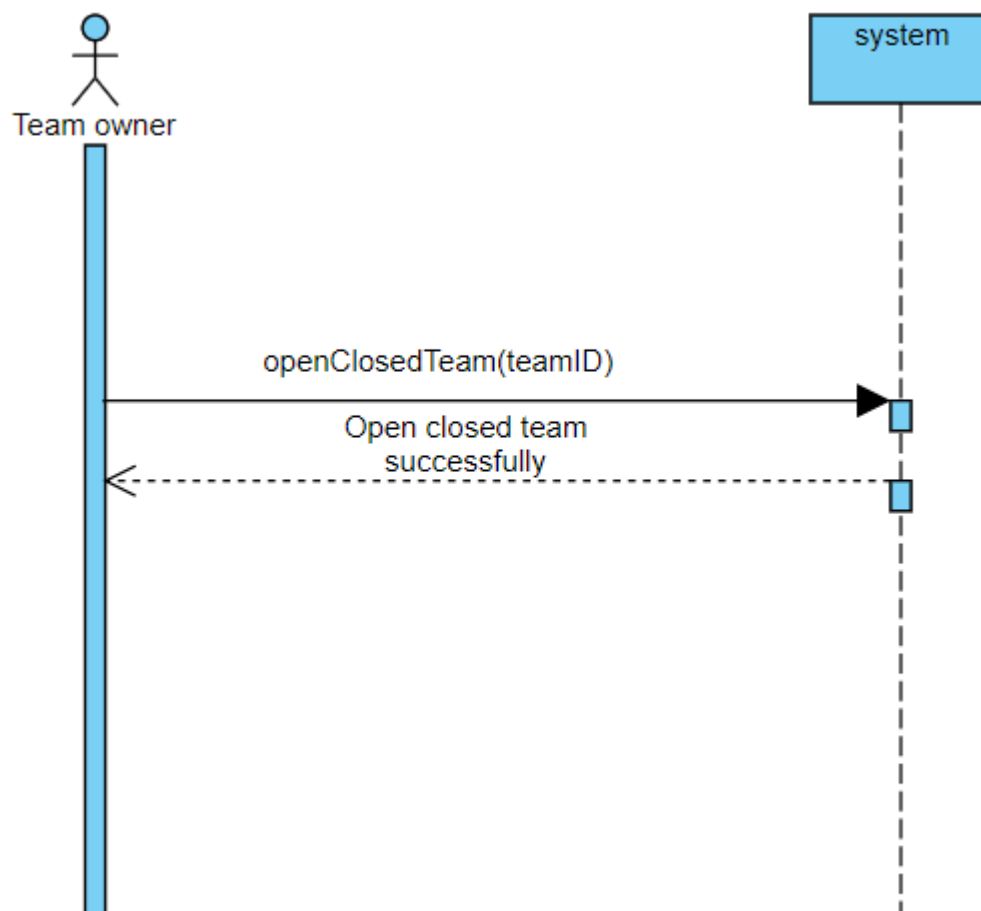 system
Team owner
openClosedTeam(teamID)
Open closed team
successfully